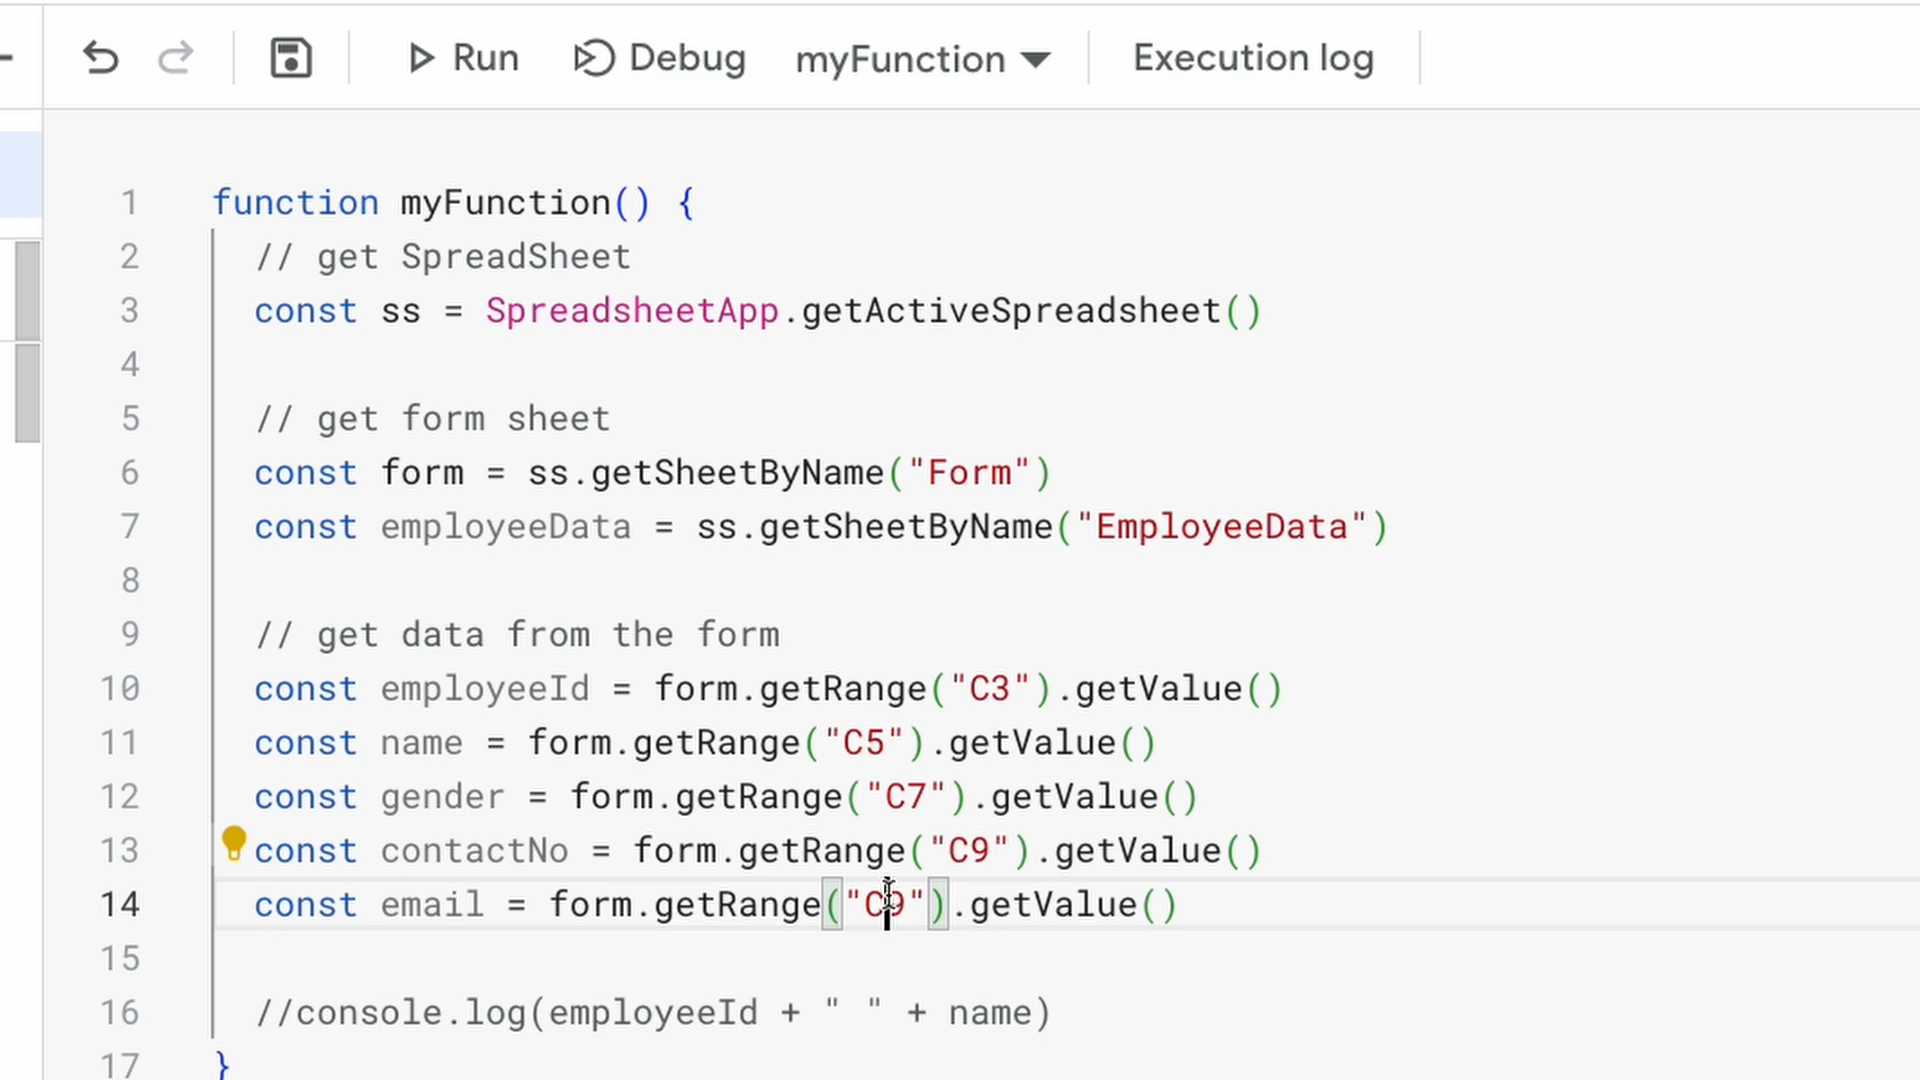 Run Debug myFunction Execution log
1 function myFunction() {
2 // get SpreadSheet
3 const ss = SpreadsheetApp.getActiveSpreadsheet()
4
5 // get form sheet
6 const form = ss.getSheetByName("Form")
7 const employeeData = ss.getSheetByName("EmployeeData")
8
9 // get data from the form
10 const employeeId = form.getRange("C3").getValue()
11 const name = form.getRange("C5").getValue()
12 const gender = form.getRange("C7").getValue()
13 const contactNo = form.getRange("C9").getValue()
14 const email = form.getRange("C9").getValue()
15
16 //console.log(employeeId + " " + name)
17 }